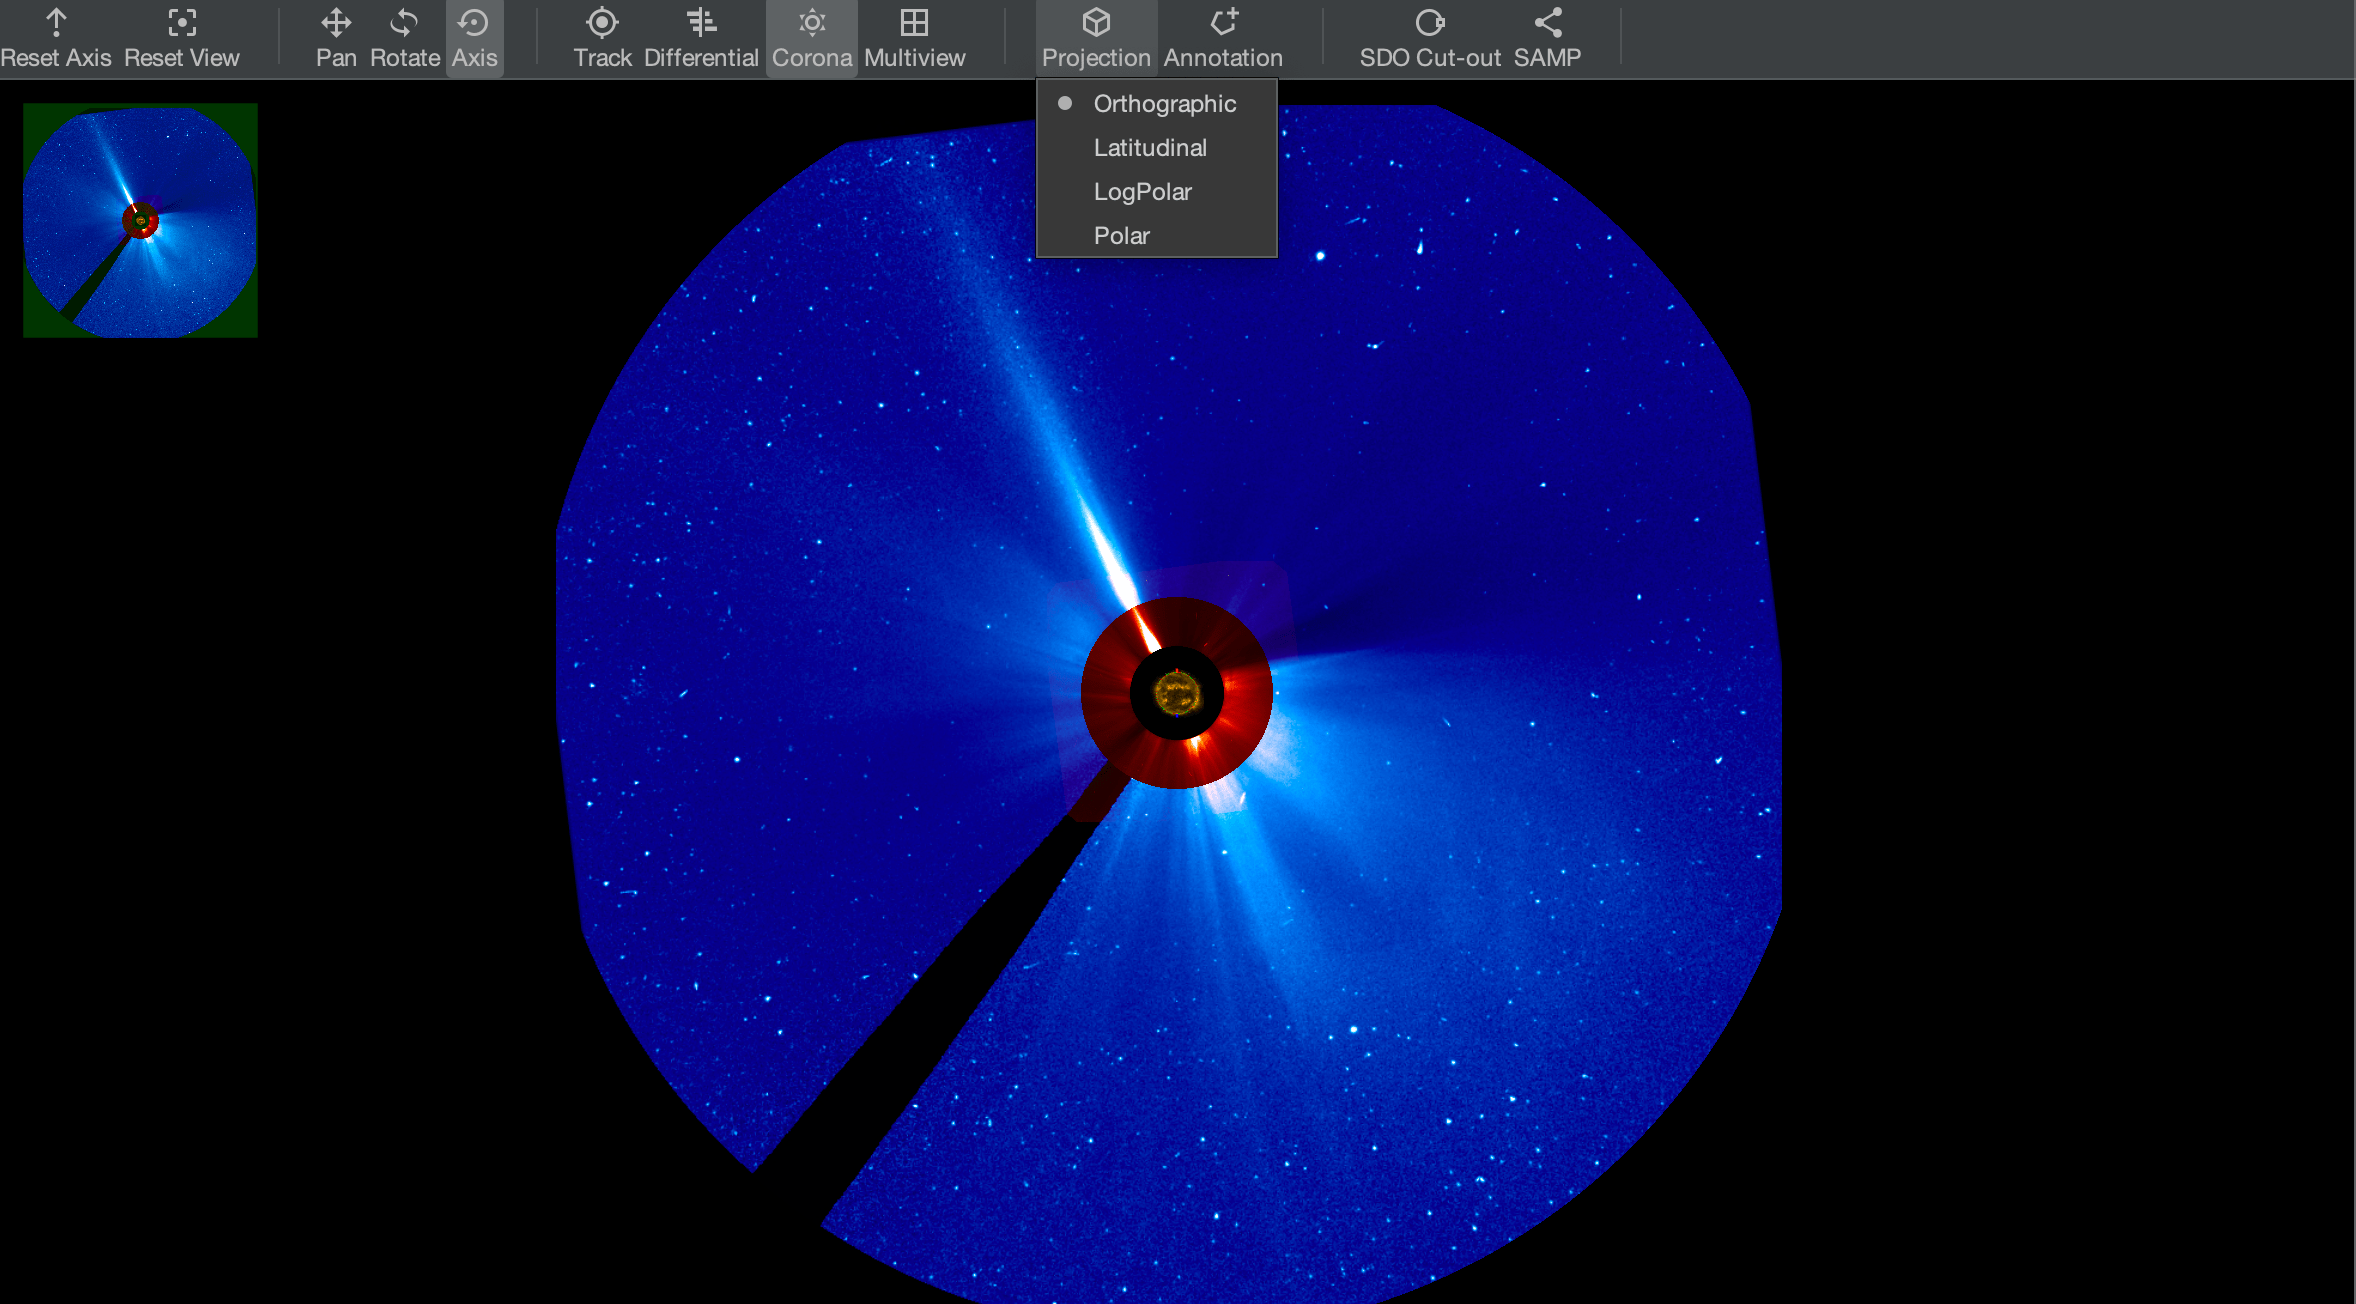 Reset Axis Reset View Pan Rotate Axis Track Differential Corona Multiview Projection Annotation SDO Cut-out SAMP
Orthographic
Latitudinal
LogPolar
Polar